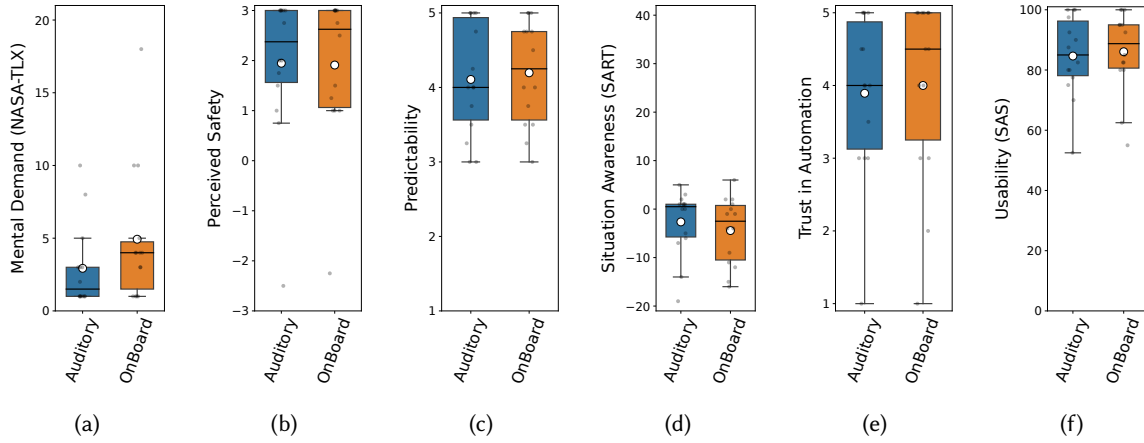 Mental Demand (NASA-TLX)
20
15
10
5
0
Auditory
OnBoard
(a)
Perceived Safety
3
2
1
0
−1
−2
−3
Auditory
OnBoard
(b)
Predictability
5
4
3
2
1
Auditory
OnBoard
(c)
Situation Awareness (SART)
40
30
20
10
0
−10
−20
Auditory
OnBoard
(d)
Trust in Automation
5
4
3
2
1
Auditory
OnBoard
(e)
Usability (SAS)
100
80
60
40
20
0
Auditory
OnBoard
(f)